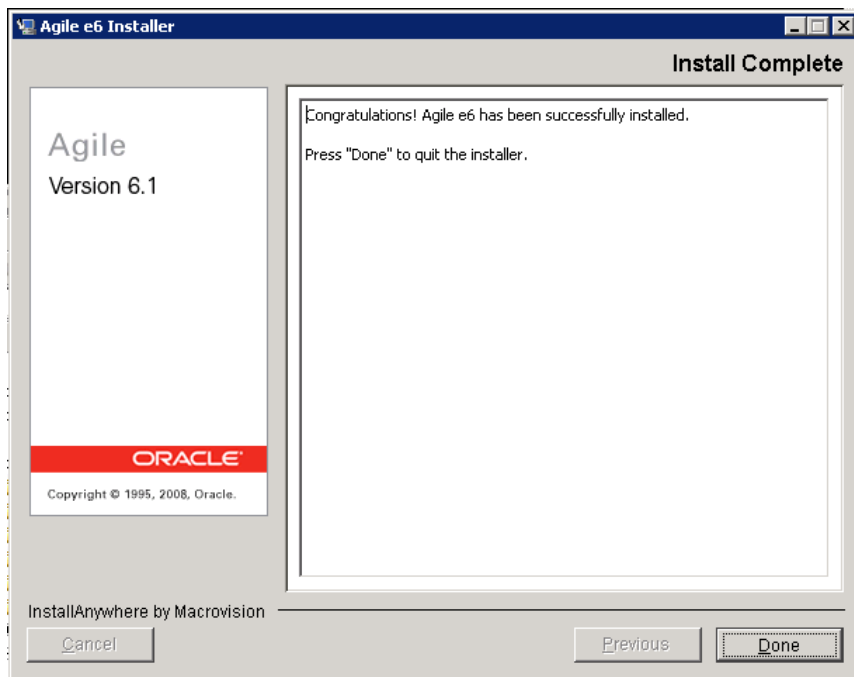 Agile e6 Installer
Install Complete
Agile
Version 6.1
ORACLE®
Copyright © 1995, 2008, Oracle.
Congratulations! Agile e6 has been successfully installed.
Press "Done" to quit the installer.
InstallAnywhere by Macrovision
Cancel
Previous
Done